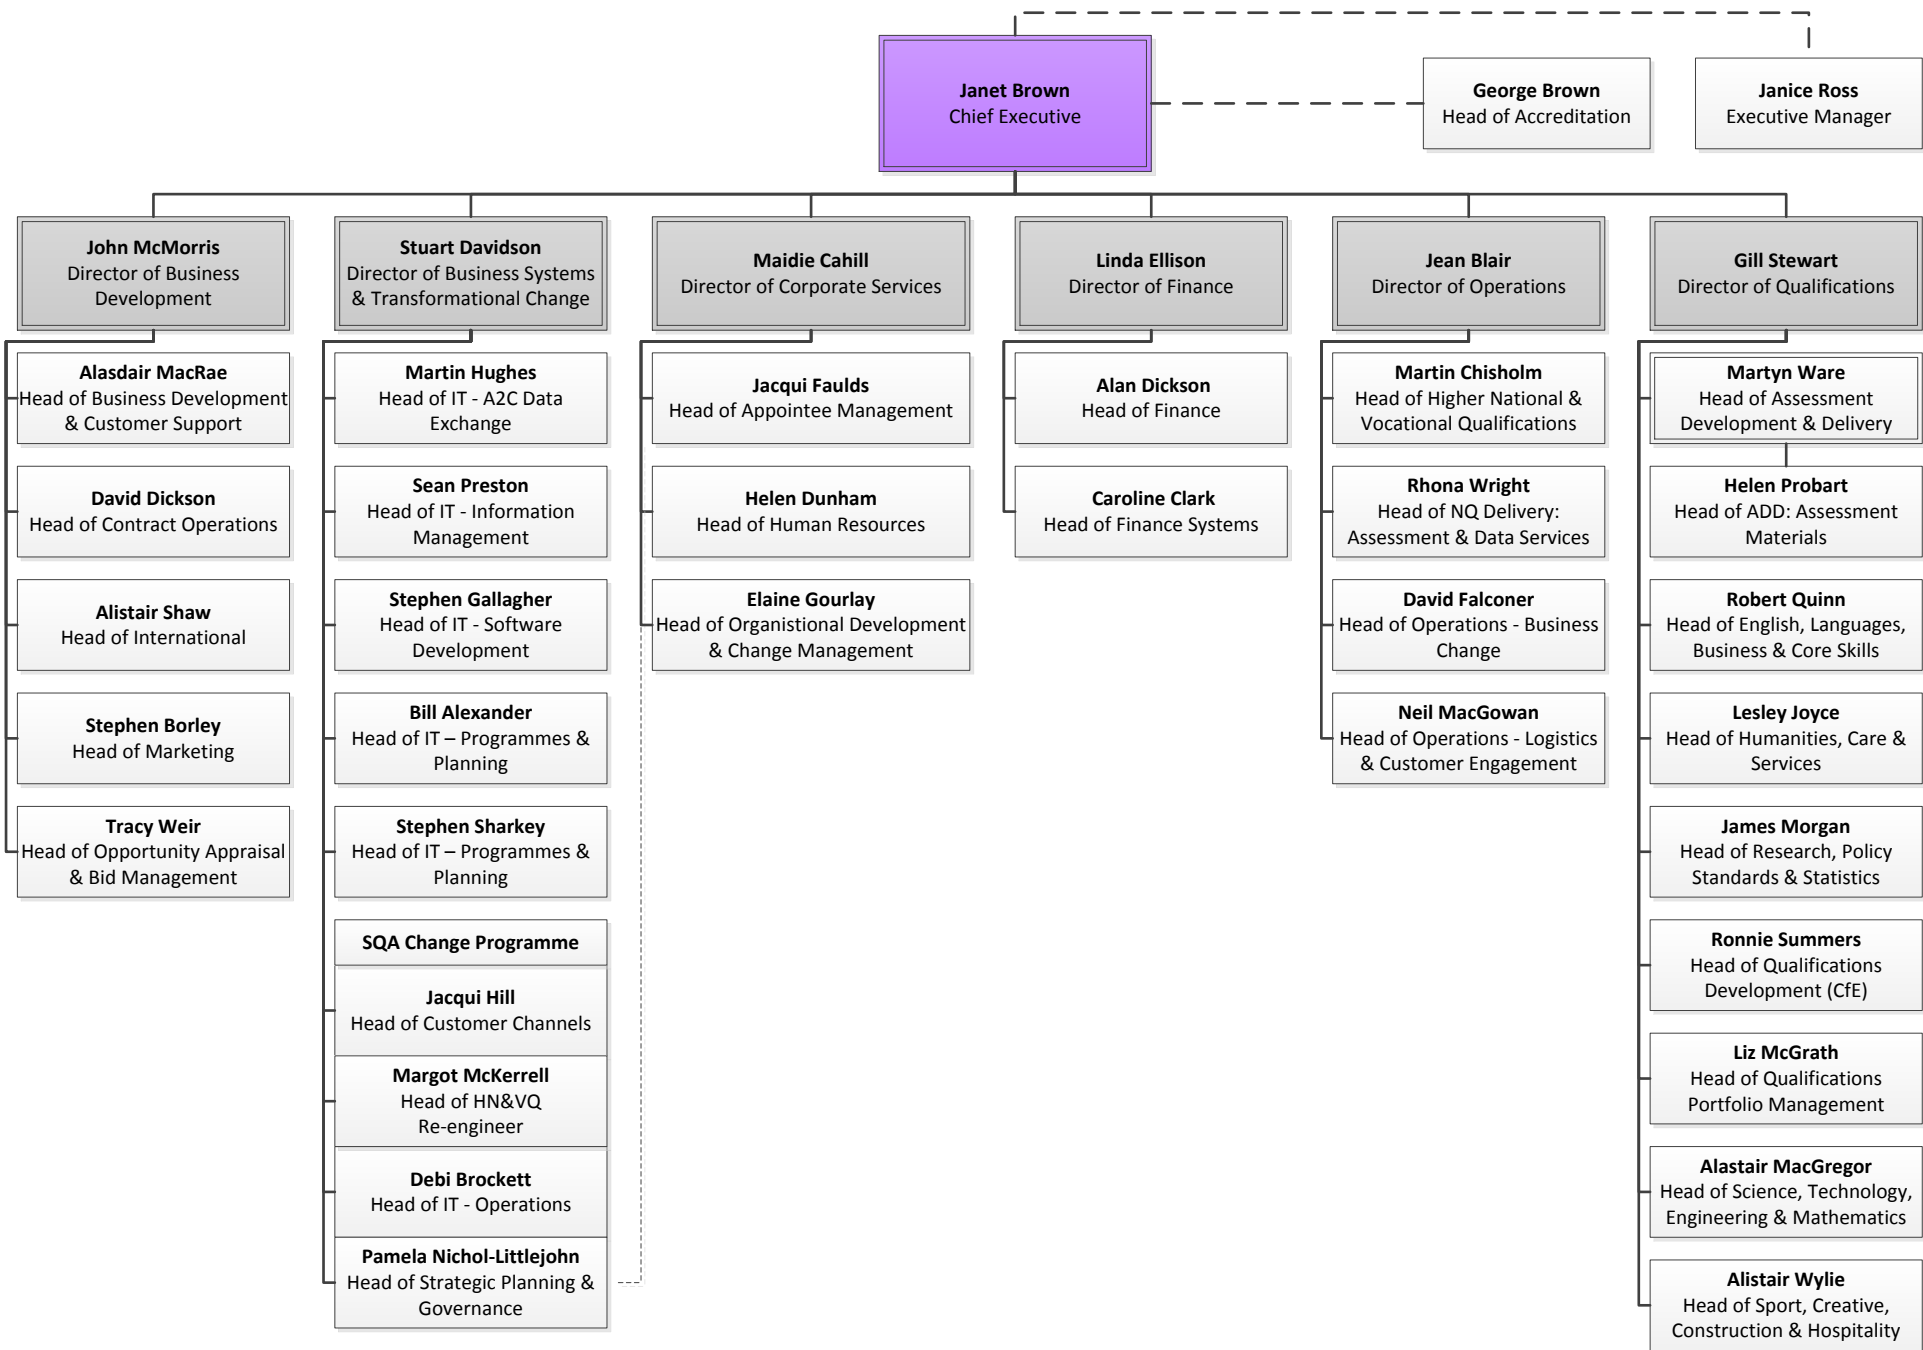 Janet Brown
Chief Executive
George Brown
Head of Accreditation
Janice Ross
Executive Manager
John McMorris
Director of Business
Development
Alasdair MacRae
Head of Business Development
& Customer Support
David Dickson
Head of Contract Operations
Alistair Shaw
Head of International
Stephen Borley
Head of Marketing
Tracy Weir
Head of Opportunity Appraisal
& Bid Management
Stuart Davidson
Director of Business Systems
& Transformational Change
Martin Hughes
Head of IT - A2C Data
Exchange
Sean Preston
Head of IT - Information
Management
Stephen Gallagher
Head of IT - Software
Development
Bill Alexander
Head of IT – Programmes &
Planning
Stephen Sharkey
Head of IT – Programmes &
Planning
SQA Change Programme
Jacqui Hill
Head of Customer Channels
Margot McKerrell
Head of HN&VQ
Re-engineer
Debi Brockett
Head of IT - Operations
Pamela Nichol-Littlejohn
Head of Strategic Planning &
Governance
Maidie Cahill
Director of Corporate Services
Jacqui Faulds
Head of Appointee Management
Helen Dunham
Head of Human Resources
Elaine Gourlay
Head of Organistional Development
& Change Management
Linda Ellison
Director of Finance
Alan Dickson
Head of Finance
Caroline Clark
Head of Finance Systems
Jean Blair
Director of Operations
Martin Chisholm
Head of Higher National &
Vocational Qualifications
Rhona Wright
Head of NQ Delivery:
Assessment & Data Services
David Falconer
Head of Operations - Business
Change
Neil MacGowan
Head of Operations - Logistics
& Customer Engagement
Gill Stewart
Director of Qualifications
Martyn Ware
Head of Assessment
Development & Delivery
Helen Probart
Head of ADD: Assessment
Materials
Robert Quinn
Head of English, Languages,
Business & Core Skills
Lesley Joyce
Head of Humanities, Care &
Services
James Morgan
Head of Research, Policy
Standards & Statistics
Ronnie Summers
Head of Qualifications
Development (CfE)
Liz McGrath
Head of Qualifications
Portfolio Management
Alastair MacGregor
Head of Science, Technology,
Engineering & Mathematics
Alistair Wylie
Head of Sport, Creative,
Construction & Hospitality